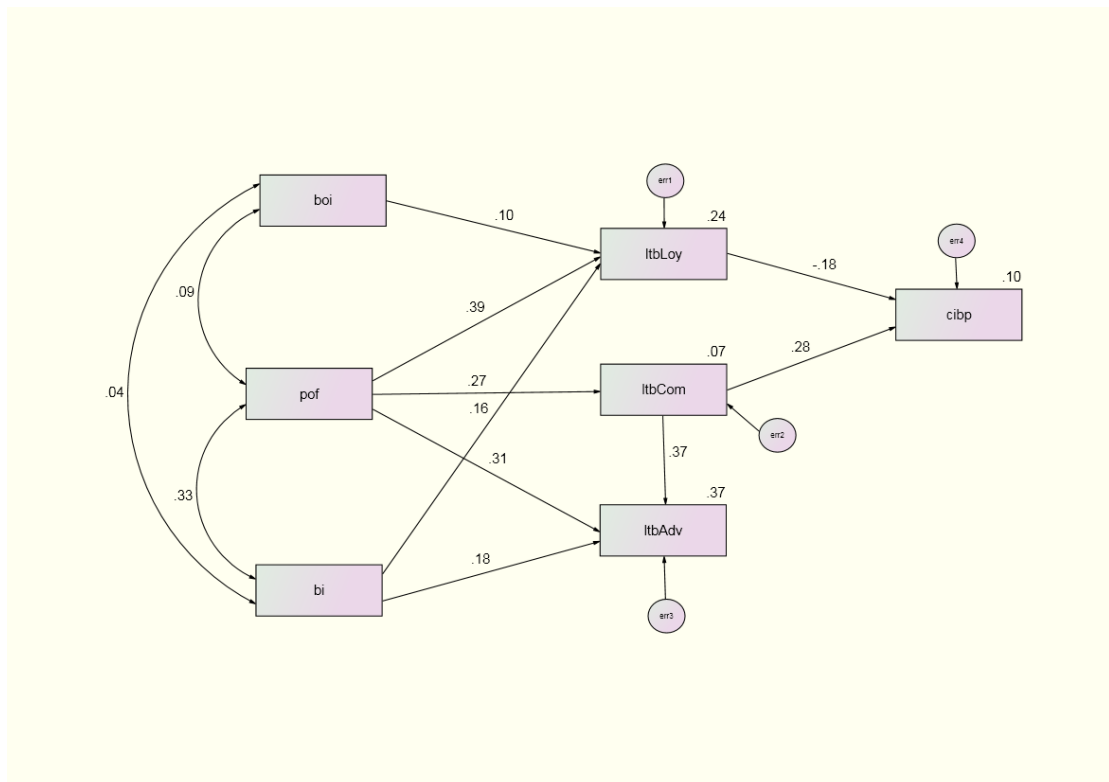 err1
boi
.10
.24
ltbLoy
err4
-.18
.10
cibp
.09
.39
.28
.07
ltbCom
.04
pof
.27
.16
err2
.31
.37
.37
ltbAdv
.33
.18
bi
err3